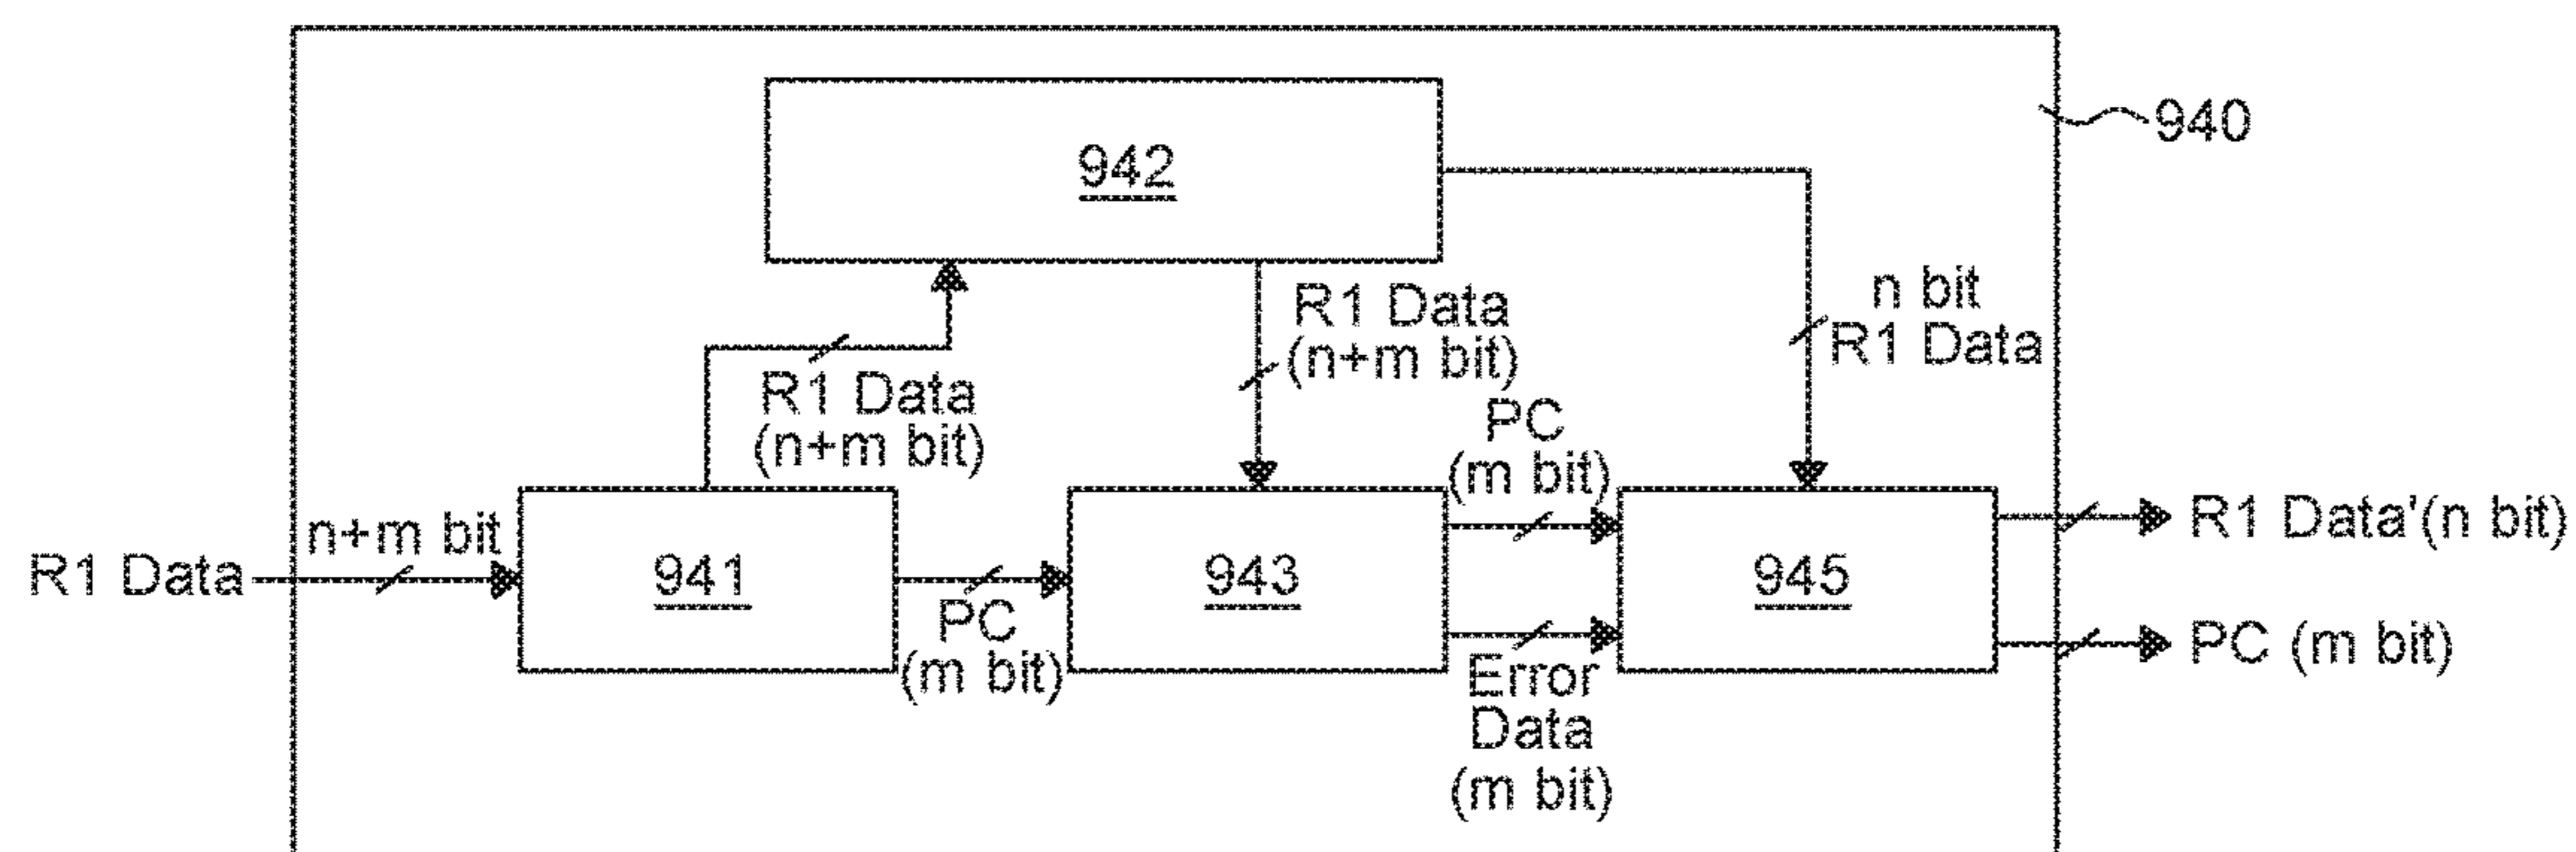 940
942
R1 Data
(n+m bit)
n bit
R1 Data
R1 Data
(n+m bit)
PC
(m bit)
R1 Data
n+m bit
941
PC
(m bit)
943
Error
Data
(m bit)
945
R1 Data'(n bit)
PC (m bit)